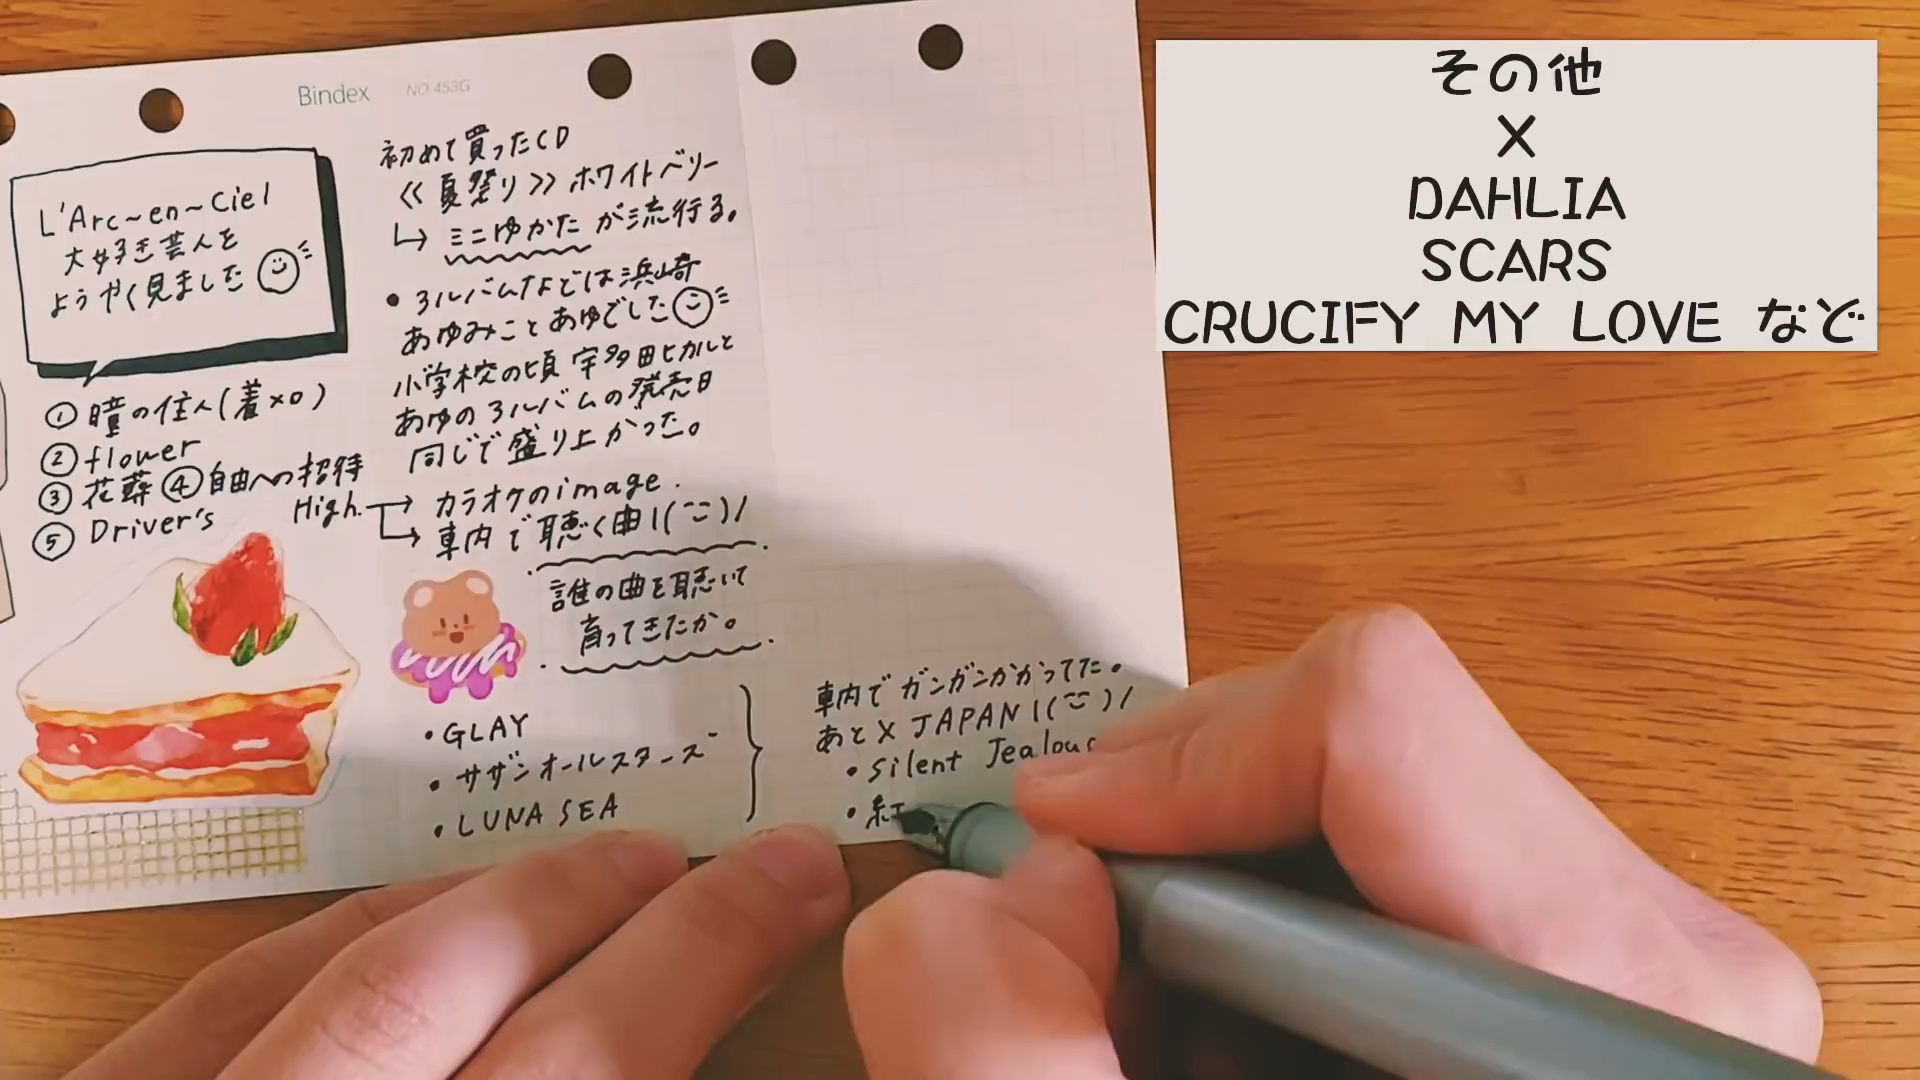 Bindex NO.453G
L'Arc~en~Ciel
大好き芸人を
ようやく見ました
① 瞳の住人(着×0)
② flower
③ 花葬 ④ 自由への招待
⑤ Driver's High.
初めて買ったCD
≪夏祭り≫ ホワイトベリー
↳ ミニゆかた が流行る。
• アルバムなどは浜崎
あゆみことあゆでした
小学校の頃 宇多田ヒカルと
あゆのアルバムの発売日
同じで盛り上がった。
→ カラオケのimage.
→ 車内で聴く曲
誰の曲を聴いて
育ってきたか。
• GLAY
• サザンオールスターズ
• LUNA SEA
車内でガンガンかかってた。
あと X JAPAN
• Silent Jealous
• 紅
その他
X
DAHLIA
SCARS
CRUCIFY MY LOVE など